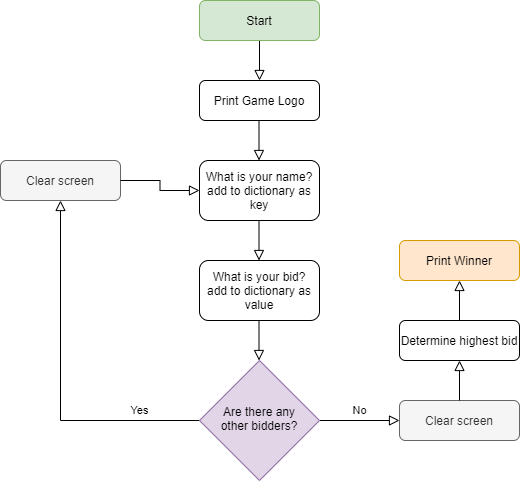 Start
Print Game Logo
What is your name?
add to dictionary as
key
Clear screen
What is your bid?
add to dictionary as
value
Are there any
other bidders?
Yes
No
Clear screen
Determine highest bid
Print Winner